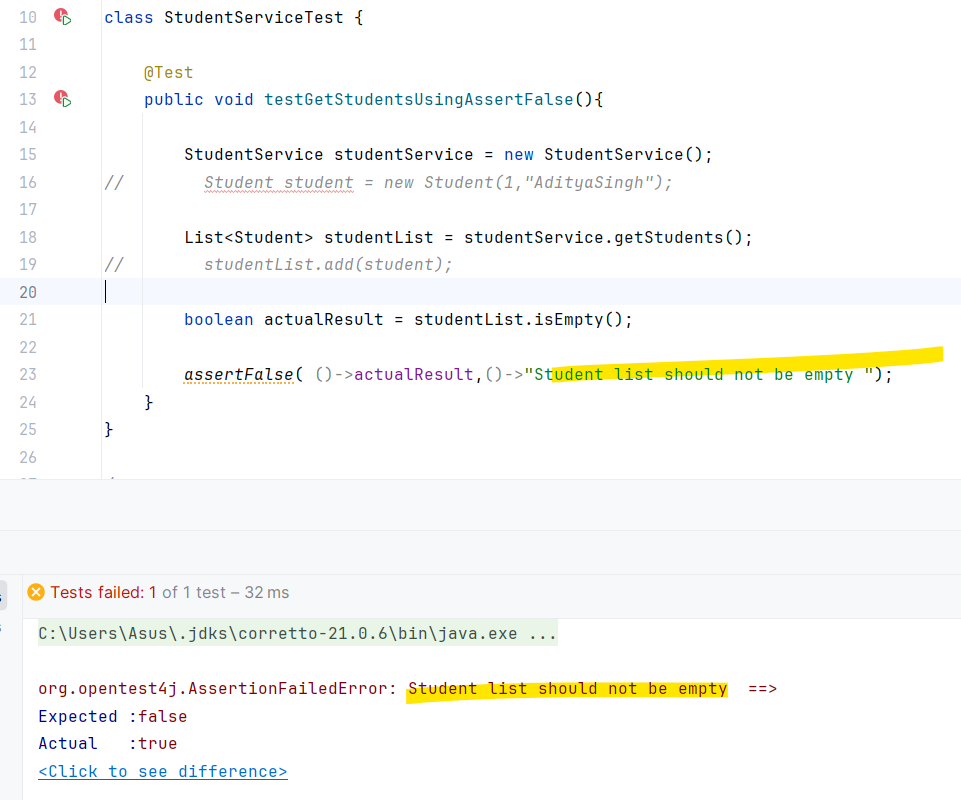 10 class StudentServiceTest {
11
12 @Test
13 public void testGetStudentsUsingAssertFalse(){
14
15 StudentService studentService = new StudentService();
16 // Student student = new Student(1,"AdityaSingh");
17
18 List<Student> studentList = studentService.getStudents();
19 // studentList.add(student);
20
21 boolean actualResult = studentList.isEmpty();
22
23 assertFalse( ()->actualResult,()->"Student list should not be empty ");
24 }
25 }
26
Tests failed: 1 of 1 test – 32 ms
C:\Users\Asus\.jdks\corretto-21.0.6\bin\java.exe ...
org.opentest4j.AssertionFailedError: Student list should not be empty ==>
Expected :false
Actual :true
<Click to see difference>